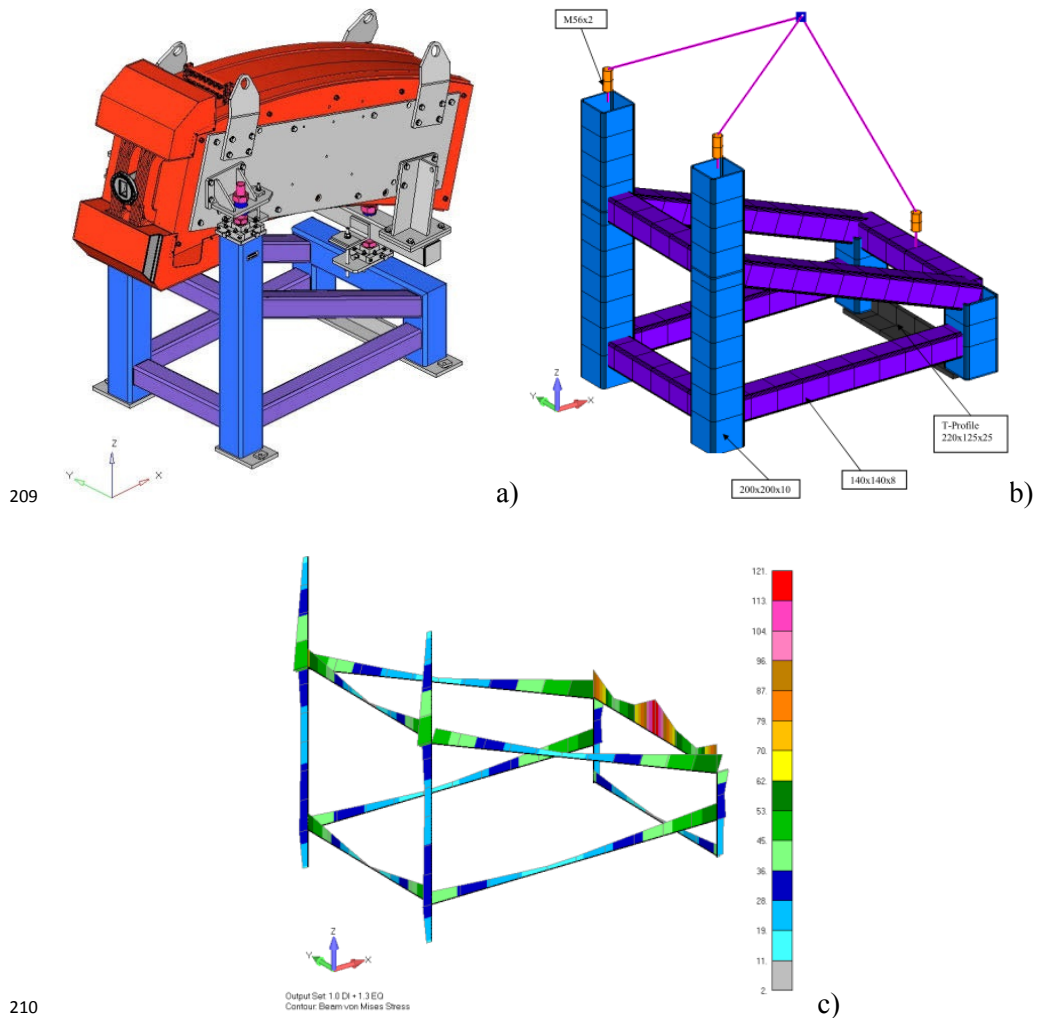 M56x2
Z
Y
X
209
a)
Z
Y
X
T-Profile
220x125x25
140x140x8
200x200x10
b)
121.
113.
104.
96.
87.
79.
70.
62.
53.
45.
36.
28.
19.
11.
2.
Z
Y
X
Output Set: 1.0 DI + 1.3 EQ
Contour: Beam von Mises Stress
210
c)